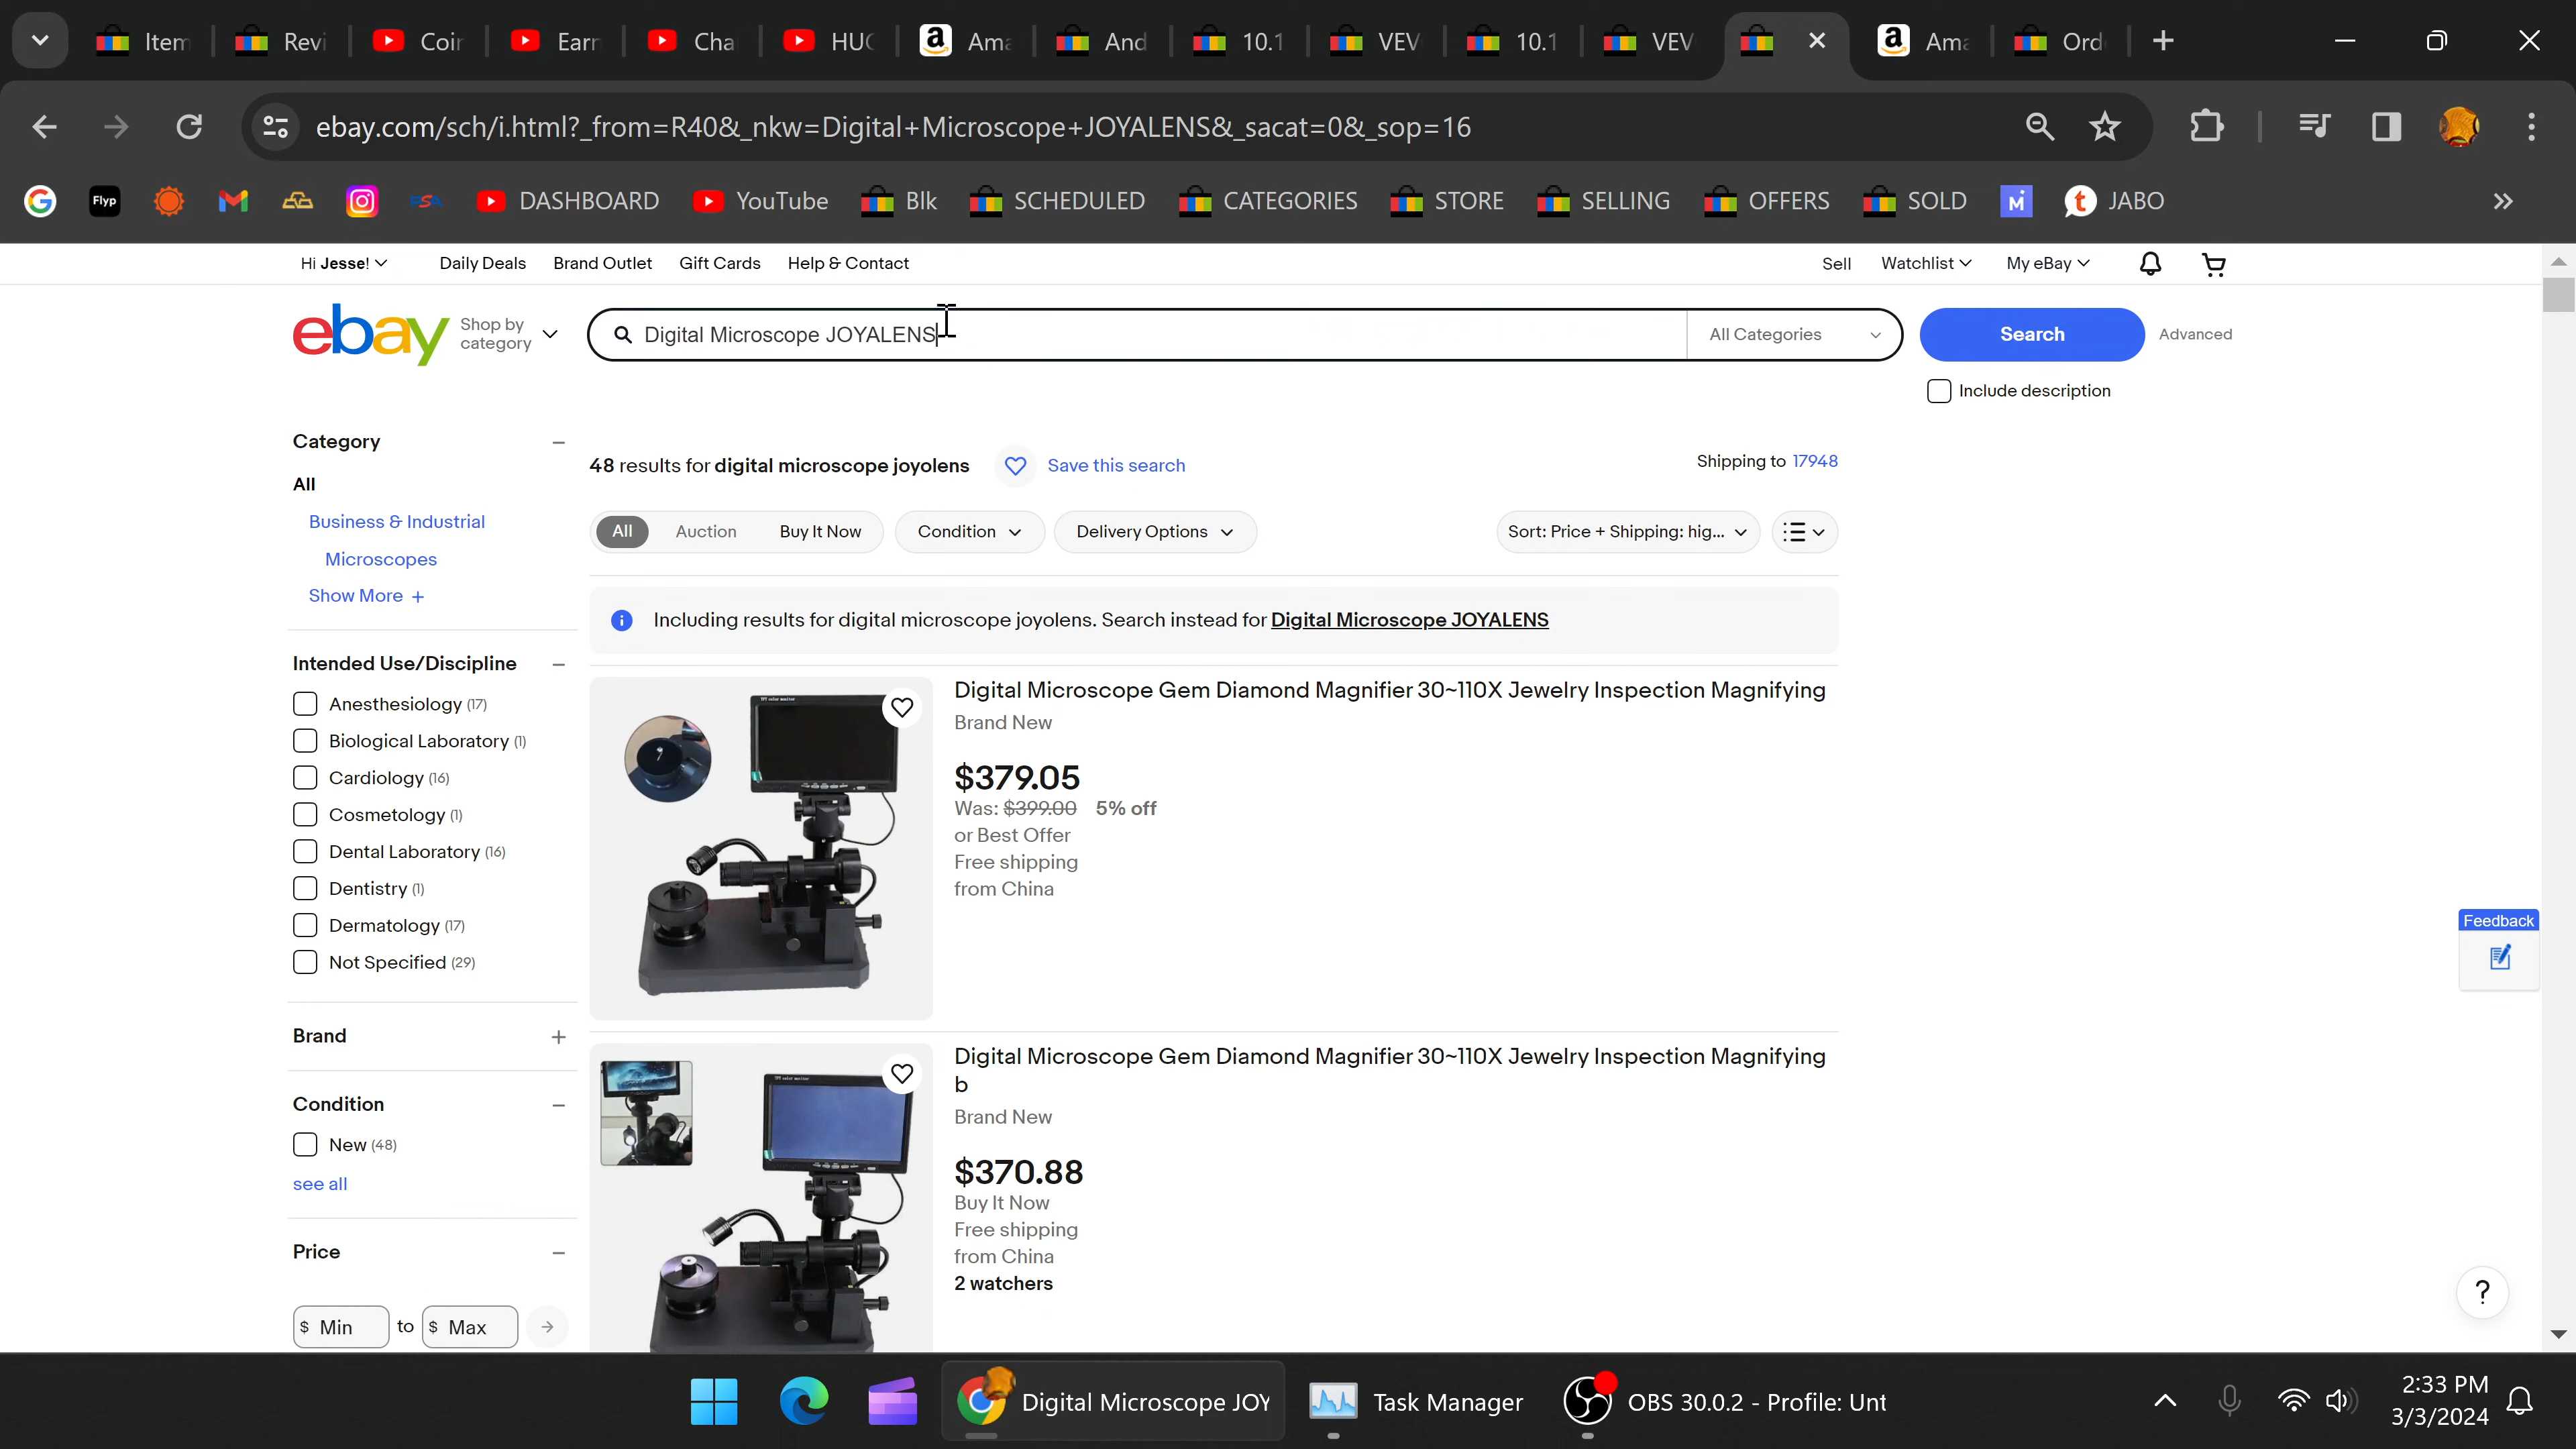 Item
Revi
Coin
Earn
Cha
HUG
Ama
And
10.1
VEV
10.1
VEV
Ama
Ord
ebay.com/sch/i.html?_from=R40&_nkw=Digital+Microscope+JOYALENS&_sacat=0&_sop=16
Flyp
DASHBOARD
YouTube
Blk
SCHEDULED
CATEGORIES
STORE
SELLING
OFFERS
SOLD
JABO
Hi Jesse!
Daily Deals
Brand Outlet
Gift Cards
Help & Contact
Sell
Watchlist
My eBay
ebay
Shop by
category
Digital Microscope JOYALENS
All Categories
Search
Advanced
Include description
Category
All
Business & Industrial
Microscopes
Show More +
Intended Use/Discipline
Anesthesiology (17)
Biological Laboratory (1)
Cardiology (16)
Cosmetology (1)
Dental Laboratory (16)
Dentistry (1)
Dermatology (17)
Not Specified (29)
Brand
Condition
New (48)
see all
Price
$ Min to $ Max
48 results for digital microscope joyolens
Save this search
Shipping to 17948
All
Auction
Buy It Now
Condition
Delivery Options
Sort: Price + Shipping: hig...
Including results for digital microscope joyolens. Search instead for Digital Microscope JOYALENS
Digital Microscope Gem Diamond Magnifier 30~110X Jewelry Inspection Magnifying
Brand New
$379.05
Was: $399.00 5% off
or Best Offer
Free shipping
from China
Digital Microscope Gem Diamond Magnifier 30~110X Jewelry Inspection Magnifying
b
Brand New
$370.88
Buy It Now
Free shipping
from China
2 watchers
Feedback
?
Digital Microscope JOY
Task Manager
OBS 30.0.2 - Profile: Unt
2:33 PM
3/3/2024